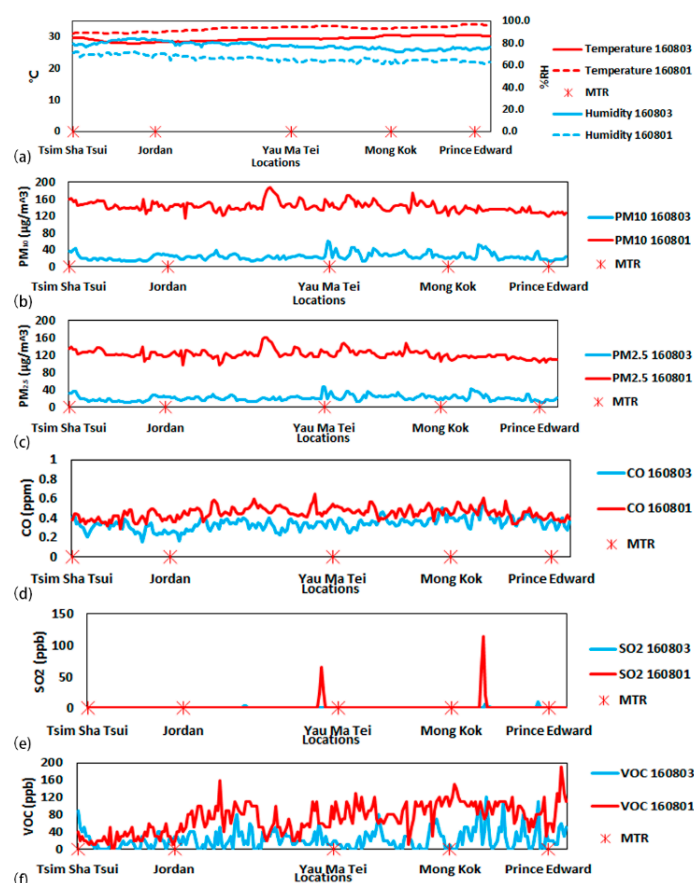 30
20
10
0
°C
100.0
80.0
60.0
40.0
20.0
0.0
%RH
Temperature 160803
Temperature 160801
MTR
Humidity 160803
Humidity 160801
Tsim Sha Tsui Jordan Yau Ma Tei Mong Kok Prince Edward
Locations
(a)
200
160
120
80
40
0
PM₁₀ (µg/m^3)
PM10 160803
PM10 160801
MTR
Tsim Sha Tsui Jordan Yau Ma Tei Mong Kok Prince Edward
Locations
(b)
200
160
120
80
40
0
PM₂.₅ (µg/m^3)
PM2.5 160803
PM2.5 160801
MTR
Tsim Sha Tsui Jordan Yau Ma Tei Mong Kok Prince Edward
Locations
(c)
1
0.8
0.6
0.4
0.2
0
CO (ppm)
CO 160803
CO 160801
MTR
Tsim Sha Tsui Jordan Yau Ma Tei Mong Kok Prince Edward
Locations
(d)
150
100
50
0
SO2 (ppb)
SO2 160803
SO2 160801
MTR
Tsim Sha Tsui Jordan Yau Ma Tei Mong Kok Prince Edward
Locations
(e)
200
160
120
80
40
0
VOC (ppb)
VOC 160803
VOC 160801
MTR
Tsim Sha Tsui Jordan Yau Ma Tei Mong Kok Prince Edward
Locations
(f)